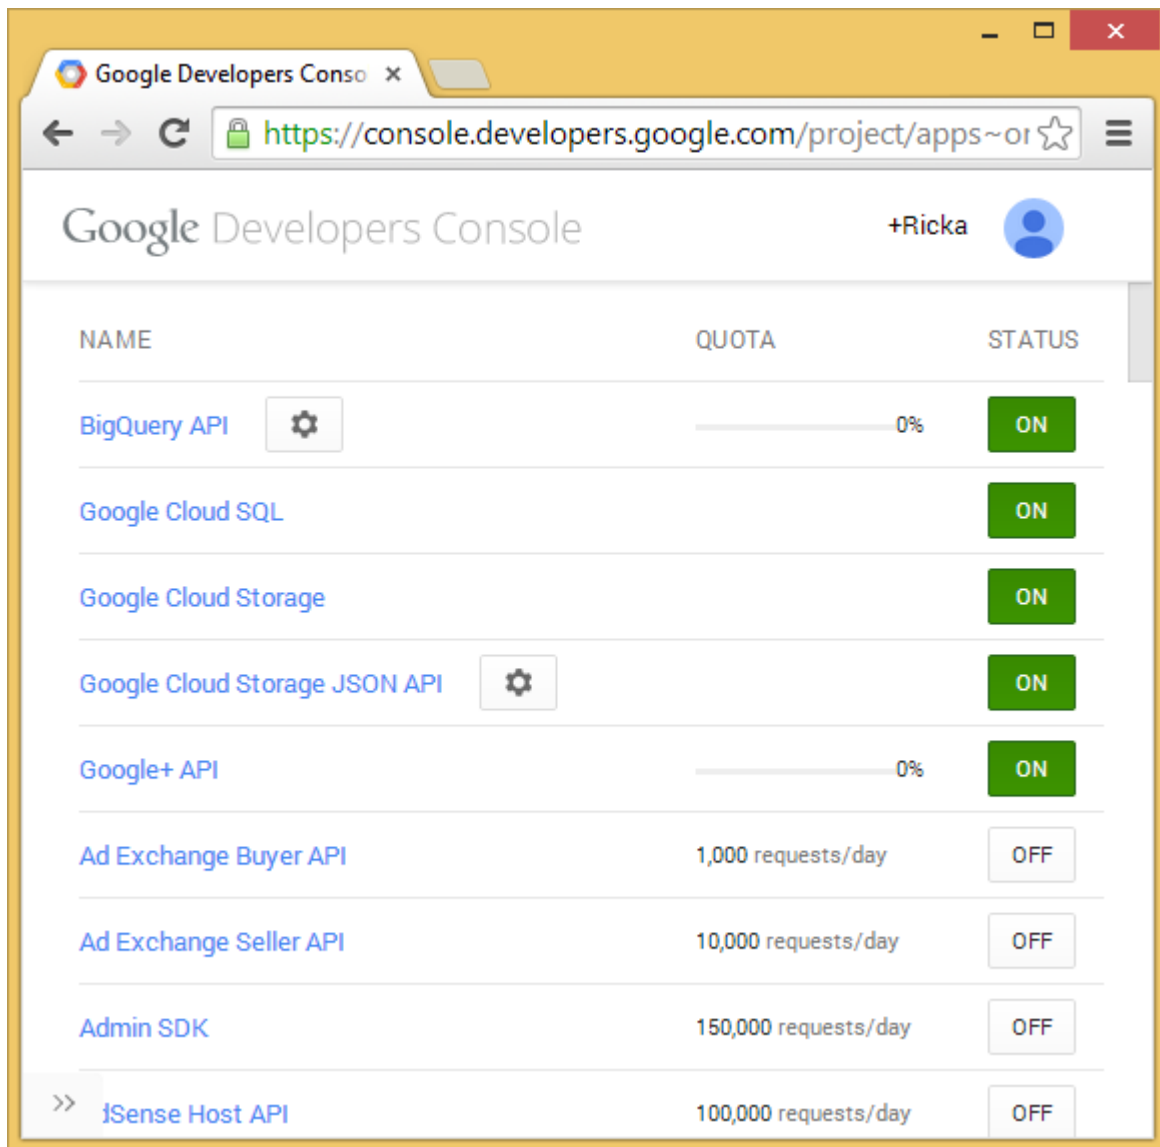 Google Developers Conso
https://console.developers.google.com/project/apps~or
Google Developers Console +Ricka
NAME QUOTA STATUS
BigQuery API 0% ON
Google Cloud SQL ON
Google Cloud Storage ON
Google Cloud Storage JSON API ON
Google+ API 0% ON
Ad Exchange Buyer API 1,000 requests/day OFF
Ad Exchange Seller API 10,000 requests/day OFF
Admin SDK 150,000 requests/day OFF
dSense Host API 100,000 requests/day OFF